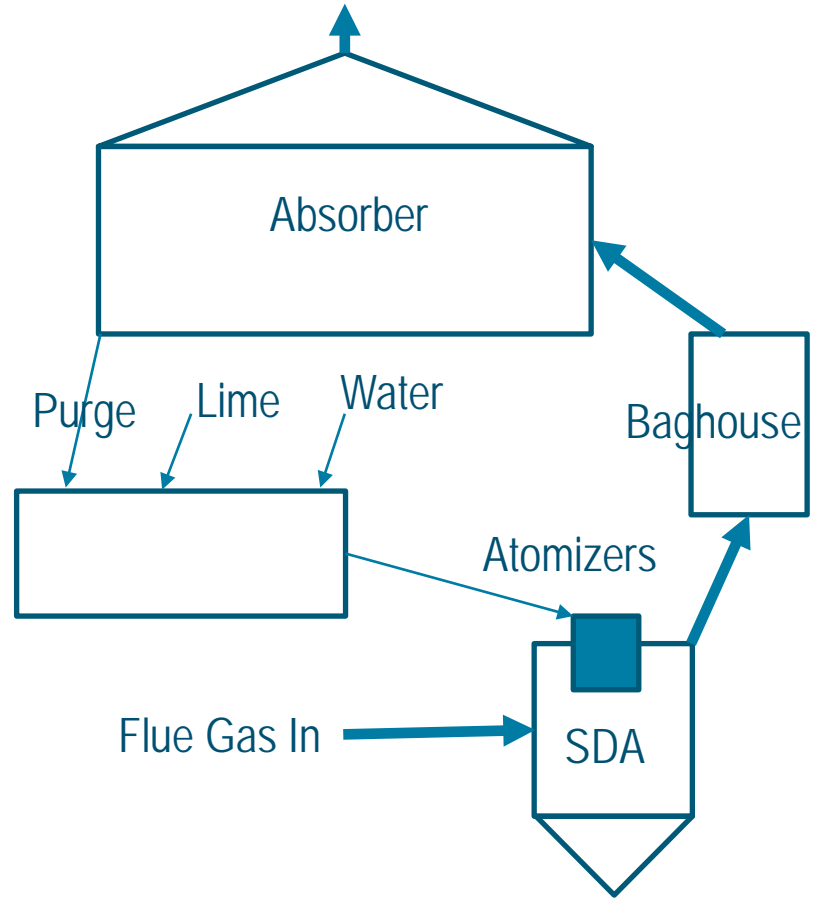 Absorber
Purge
Lime
Water
Baghouse
Atomizers
Flue Gas In
SDA